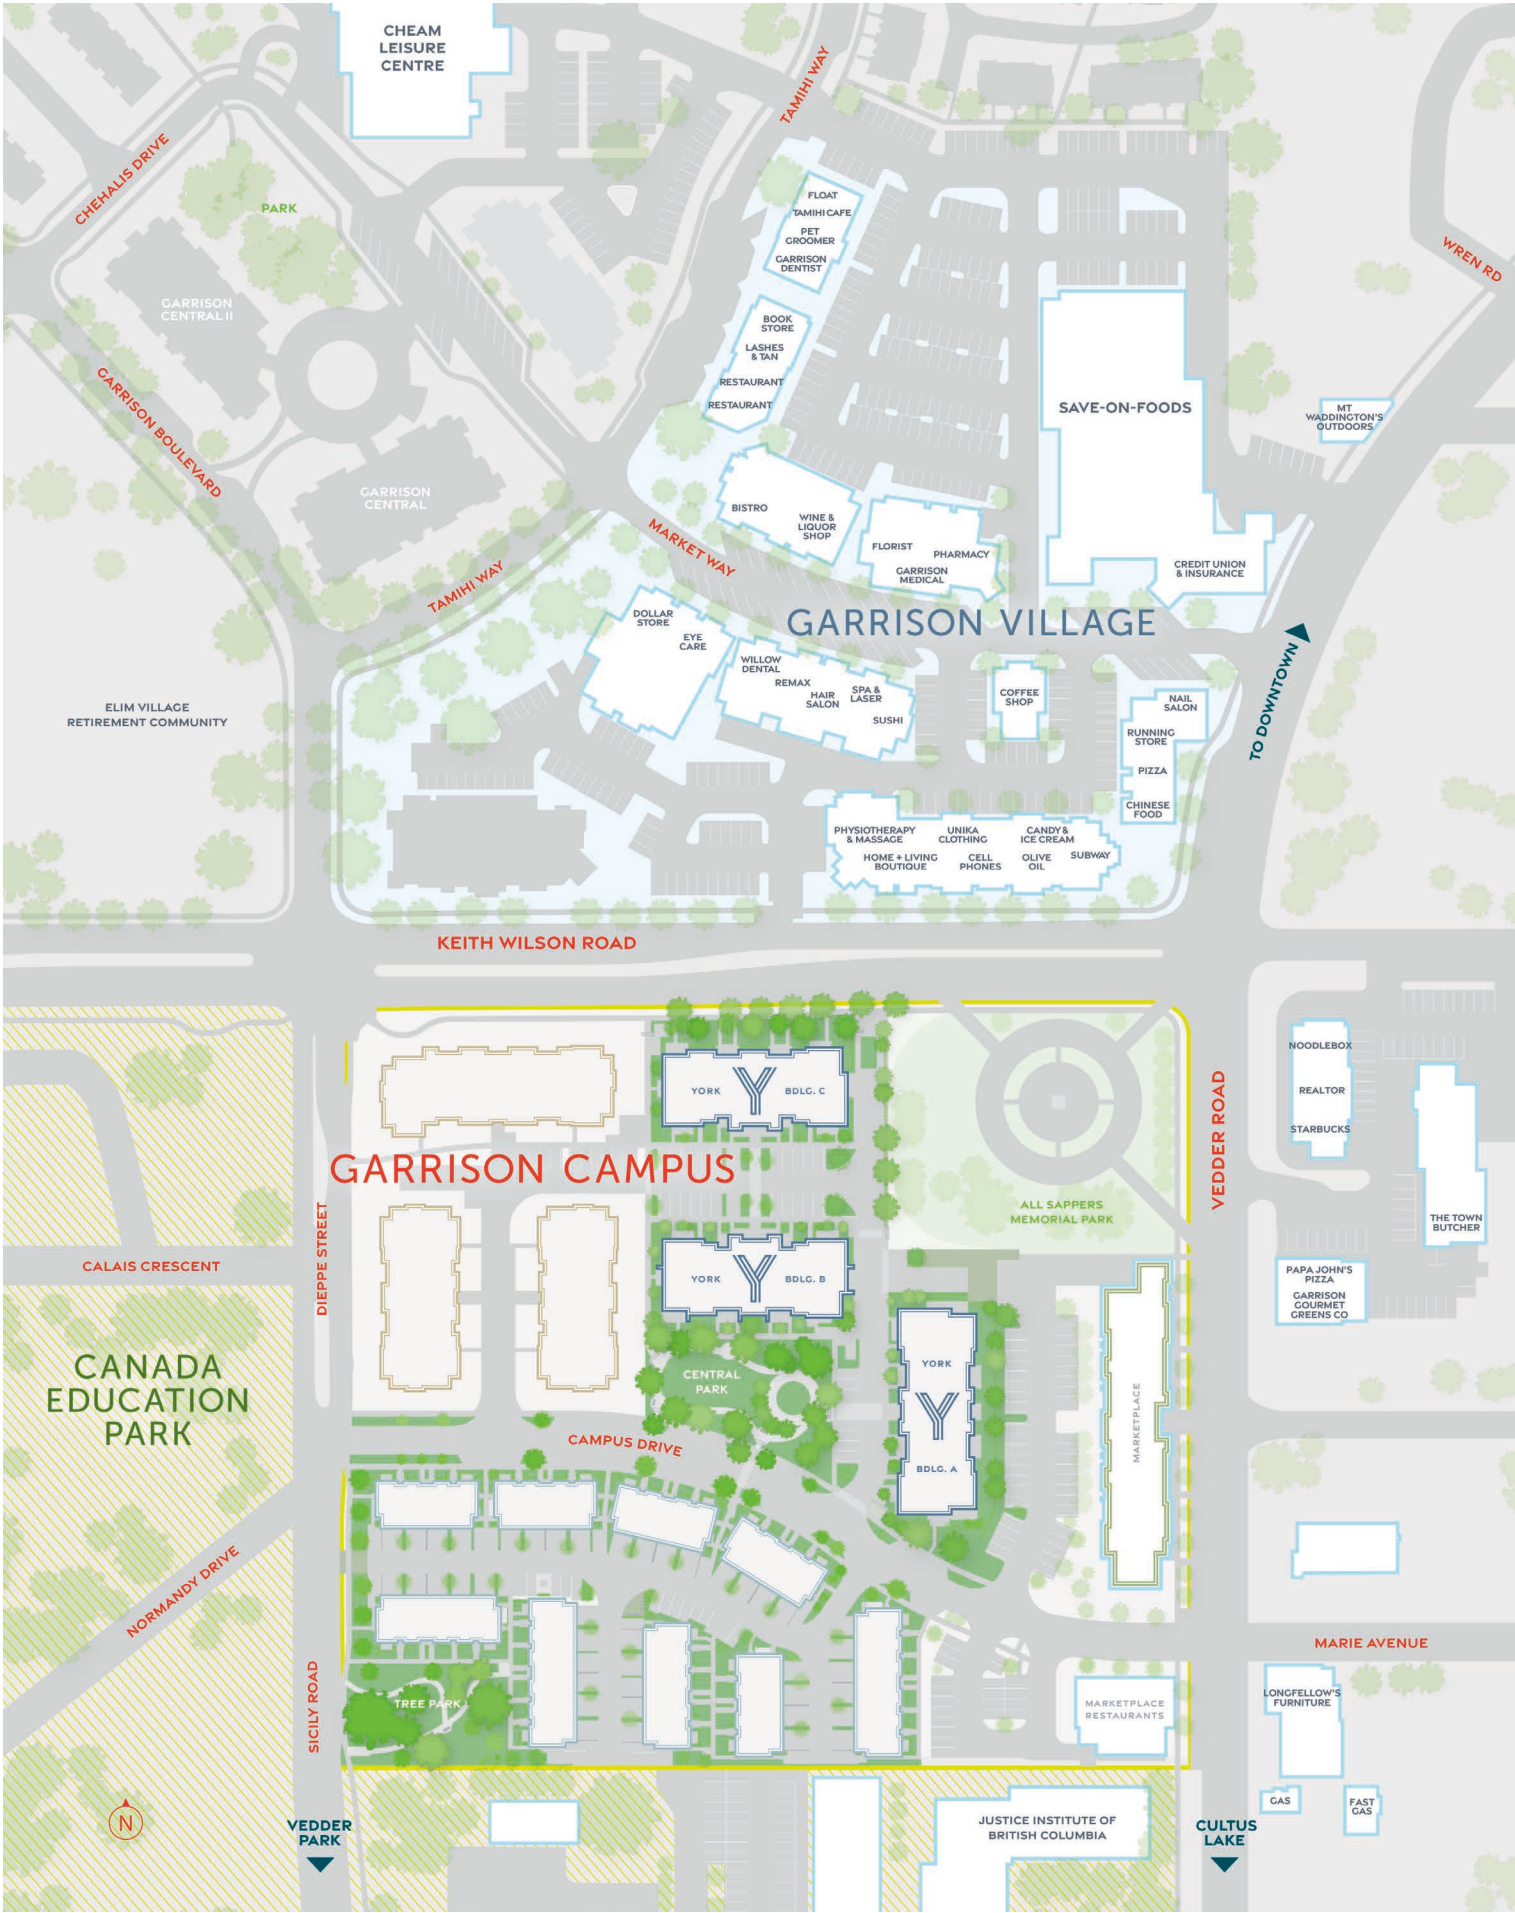 CHEAM
LEISURE
CENTRE
TAMIHI WAY
CHEHALIS DRIVE
PARK
FLOAT
TAMIHI CAFE
PET
GROOMER
GARRISON
DENTIST
WREN RD
GARRISON
CENTRAL II
BOOK
STORE
LASHES
& TAN
RESTAURANT
RESTAURANT
SAVE-ON-FOODS
MT
WADDINGTON'S
OUTDOORS
GARRISON BOULEVARD
GARRISON
CENTRAL
BISTRO
WINE &
LIQUOR
SHOP
MARKET WAY
FLORIST
PHARMACY
GARRISON
MEDICAL
CREDIT UNION
& INSURANCE
TAMIHI WAY
DOLLAR
STORE
EYE
CARE
GARRISON VILLAGE
WILLOW
DENTAL
REMAX
HAIR
SALON
SPA &
LASER
SUSHI
COFFEE
SHOP
NAIL
SALON
RUNNING
STORE
PIZZA
CHINESE
FOOD
TO DOWNTOWN
ELIM VILLAGE
RETIREMENT COMMUNITY
PHYSIOTHERAPY
& MASSAGE
UNIKA
CLOTHING
CANDY &
ICE CREAM
HOME + LIVING
BOUTIQUE
CELL
PHONES
OLIVE
OIL
SUBWAY
KEITH WILSON ROAD
NOODLEBOX
REALTOR
STARBUCKS
YORK Y BDLG. C
VEDDER ROAD
GARRISON CAMPUS
ALL SAPPERS
MEMORIAL PARK
THE TOWN
BUTCHER
DIEPPE STREET
CALAIS CRESCENT
YORK Y BDLG. B
PAPA JOHN'S
PIZZA
GARRISON
GOURMET
GREENS CO
CANADA
EDUCATION
PARK
CENTRAL
PARK
YORK
Y
BDLG. A
MARKETPLACE
CAMPUS DRIVE
NORMANDY DRIVE
MARIE AVENUE
SICILY ROAD
TREE PARK
MARKETPLACE
RESTAURANTS
LONGFELLOW'S
FURNITURE
GAS
FAST
GAS
N
VEDDER
PARK
JUSTICE INSTITUTE OF
BRITISH COLUMBIA
CULTUS
LAKE